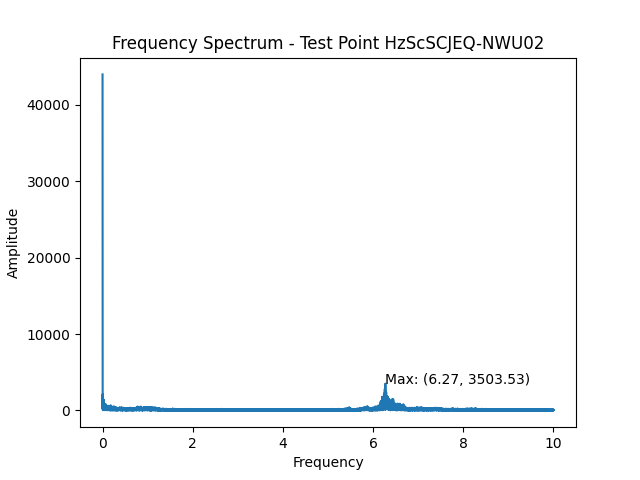 Frequency Spectrum - Test Point HzScSCJEQ-NWU02
40000
30000
20000
10000
0
Amplitude
Max: (6.27, 3503.53)
0 2 4 6 8 10
Frequency